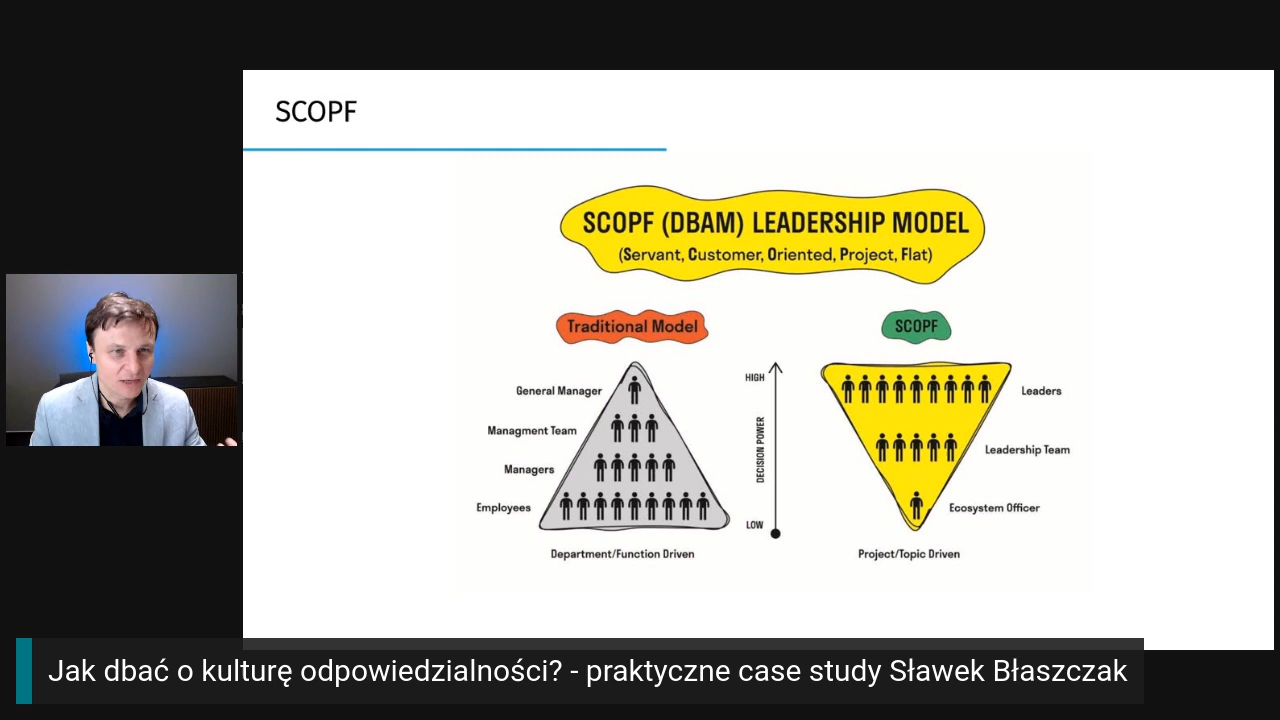 SCOPF
SCOPF (DBAM) LEADERSHIP MODEL
(Servant, Customer, Oriented, Project, Flat)
Traditional Model
SCOPF
General Manager
Managment Team
Managers
Employees
Department/Function Driven
HIGH
DECISION POWER
LOW
Leaders
Leadership Team
Ecosystem Officer
Project/Topic Driven
Jak dbać o kulturę odpowiedzialności? - praktyczne case study Sławek Błaszczak